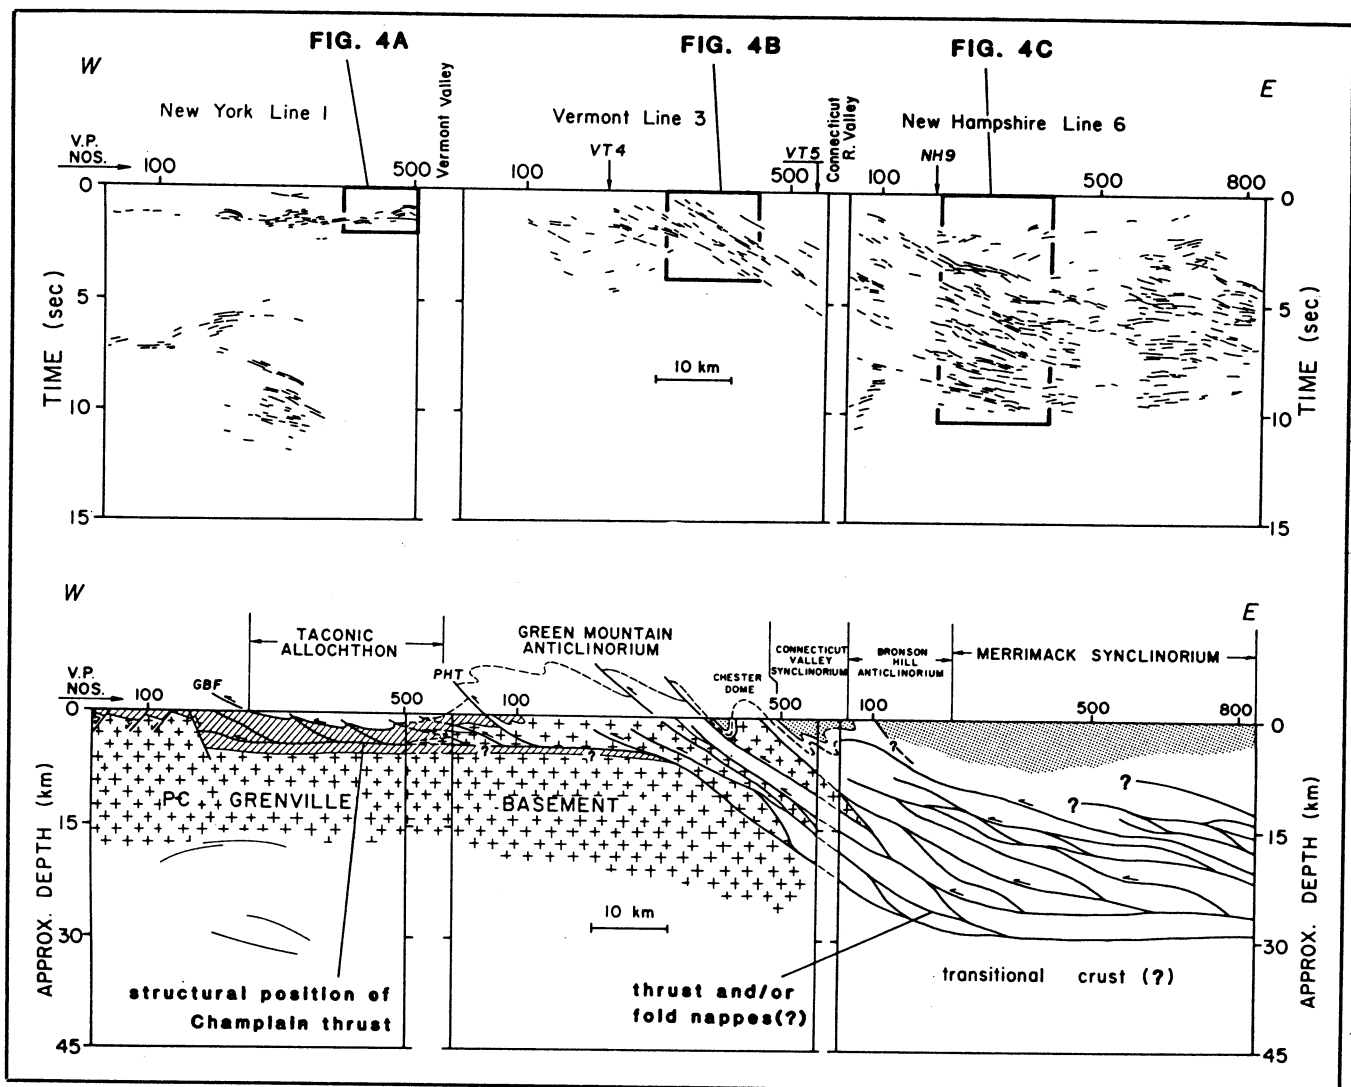 FIG. 4A
FIG. 4B
FIG. 4C
W
E
New York Line 1
Vermont Valley
Vermont Line 3
Connecticut
R. Valley
New Hampshire Line 6
V.P.
NOS.
100
500
100
VT4
VT5
500
100
NH9
500
800
0
5
10
15
TIME (sec)
10 km
0
5
10
15
TIME (sec)
W
E
TACONIC
ALLOCHTHON
GREEN MOUNTAIN
ANTICLINORIUM
CONNECTICUT
VALLEY
SYNCLINORIUM
BRONSON
HILL
ANTICLINORIUM
MERRIMACK SYNCLINORIUM
CHESTER
DOME
V.P.
NOS.
100
GBF
500
PHT
100
500
100
500
800
0
15
30
45
APPROX. DEPTH (km)
?
?
?
?
?
PC GRENVILLE BASEMENT
10 km
structural position of
Champlain thrust
thrust and/or
fold nappes(?)
transitional crust (?)
0
15
30
45
APPROX. DEPTH (km)